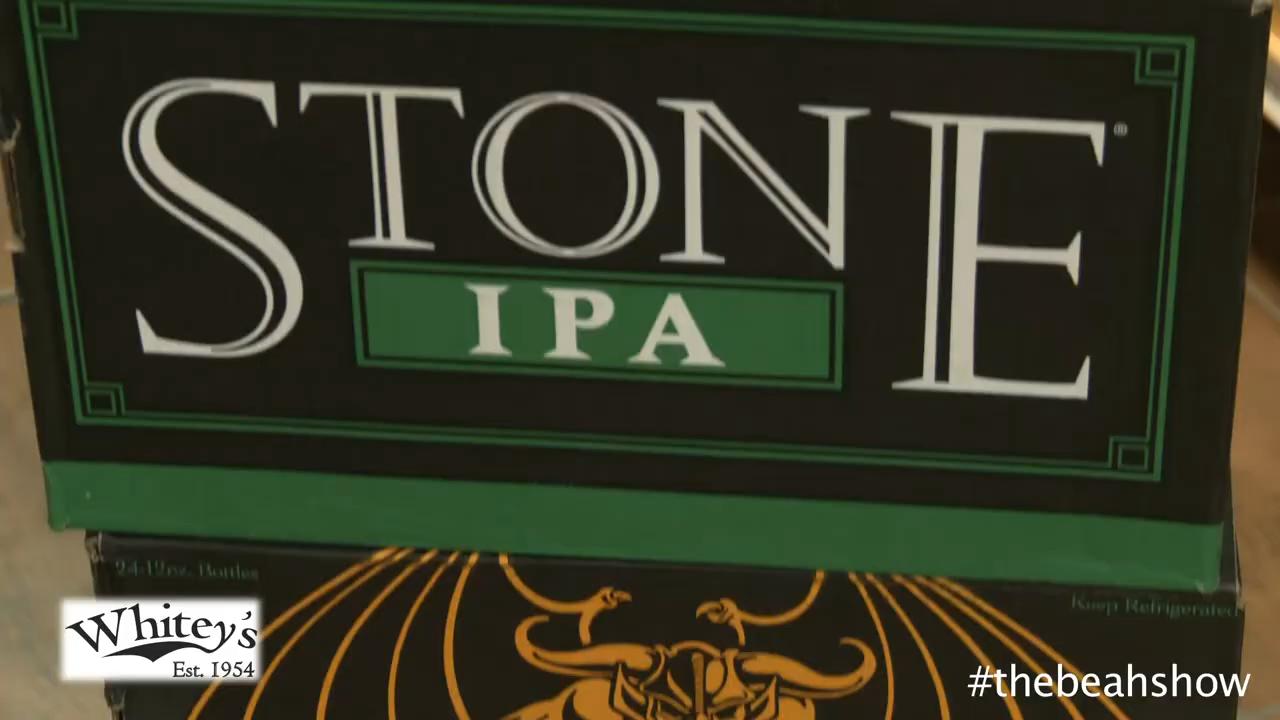 STONE®
IPA
24-12oz. Bottles
Keep Refrigerated
Whitey's
Est. 1954
#thebeahshow